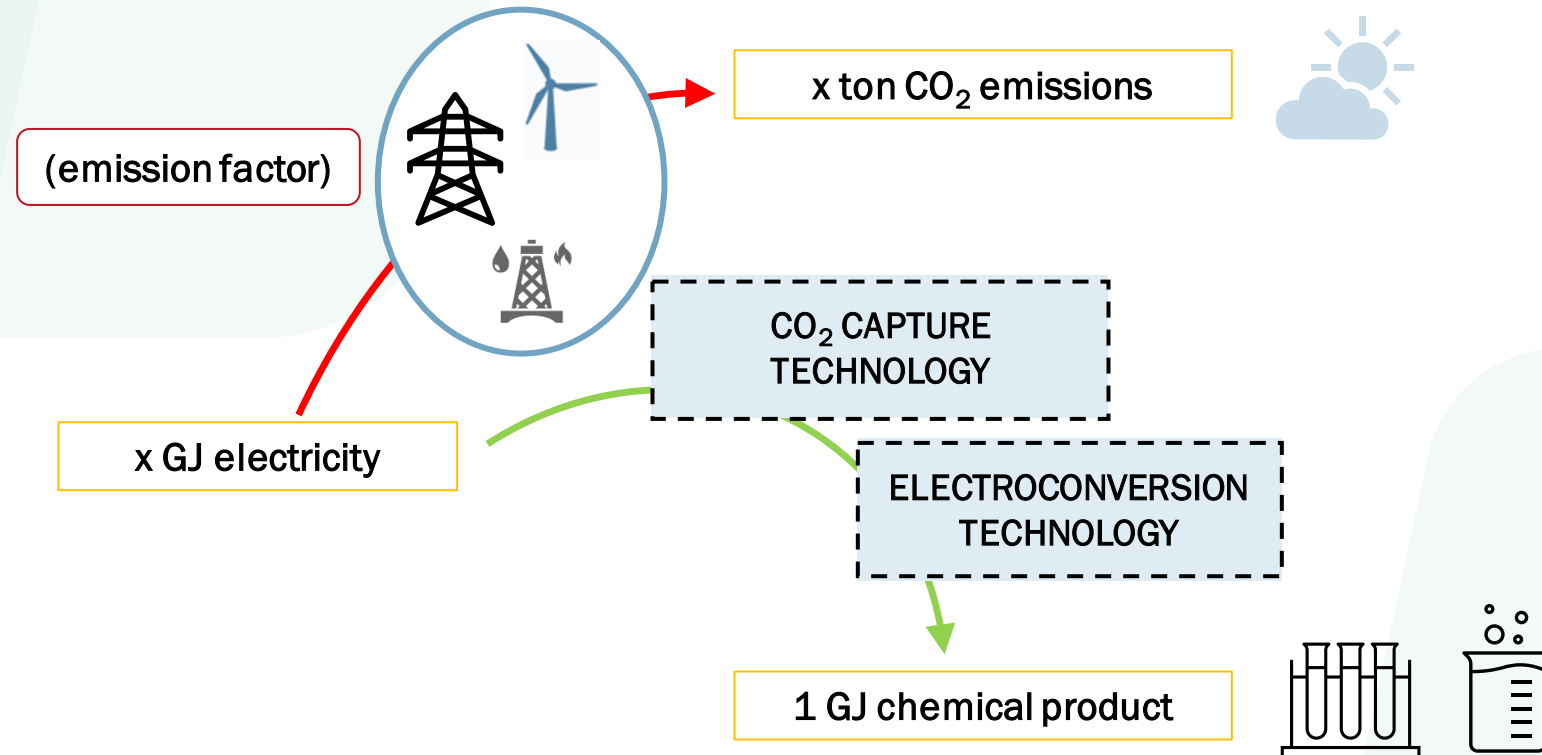 x ton CO₂ emissions
(emission factor)
CO₂ CAPTURE
TECHNOLOGY
x GJ electricity
ELECTROCONVERSION
TECHNOLOGY
1 GJ chemical product